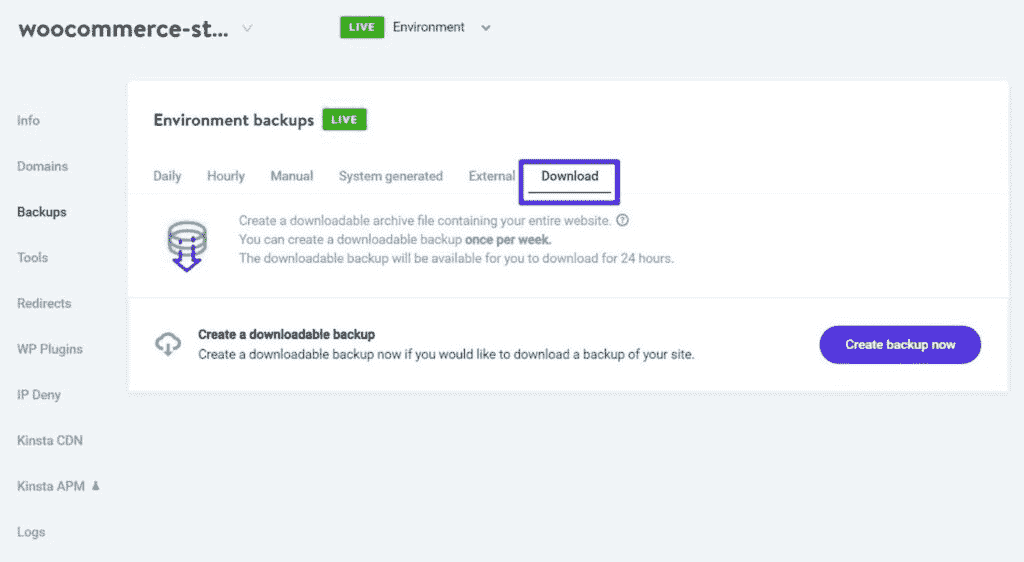 woocommerce-st...
LIVE Environment
Info
Domains
Backups
Tools
Redirects
WP Plugins
IP Deny
Kinsta CDN
Kinsta APM
Logs
Environment backups LIVE
Daily Hourly Manual System generated External Download
Create a downloadable archive file containing your entire website. ?
You can create a downloadable backup once per week.
The downloadable backup will be available for you to download for 24 hours.
Create a downloadable backup
Create a downloadable backup now if you would like to download a backup of your site.
Create backup now